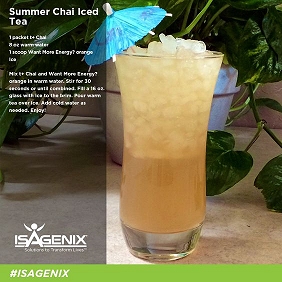 Summer Chai Iced
Tea
1 packet t+ Chai
8 oz warm water
1 scoop Want More Energy? orange
Ice
Mix t+ Chai and Want More Energy?
orange in warm water. Stir for 30
seconds or until combined. Fill a 16 oz.
glass with ice to the brim. Pour warm
tea over ice. Add cold water as
needed. Enjoy!
ISAGENIX
Solutions to Transform Lives™
#ISAGENIX